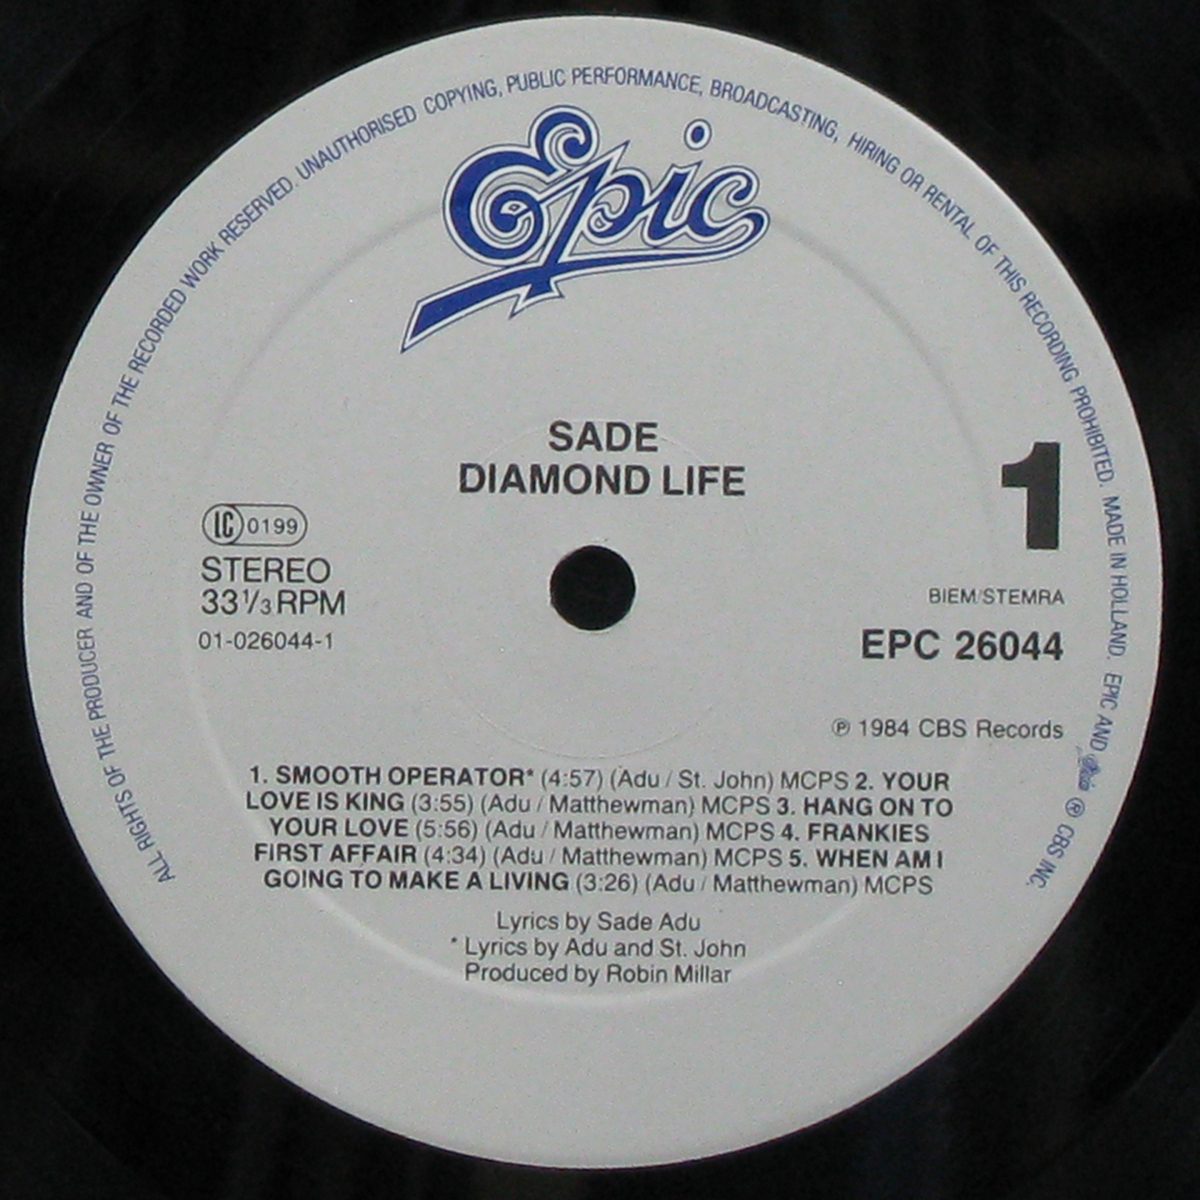 ALL RIGHTS OF THE PRODUCER AND OF THE OWNER OF THE RECORDED WORK RESERVED. UNAUTHORISED COPYING, PUBLIC PERFORMANCE, BROADCASTING, HIRING OR RENTAL OF THIS RECORDING PROHIBITED. MADE IN HOLLAND. EPIC AND Epic ® CBS INC.
Epic
SADE
DIAMOND LIFE
1
LC 0199
STEREO
33 1/3 RPM
01-026044-1
BIEM/STEMRA
EPC 26044
℗ 1984 CBS Records
1. SMOOTH OPERATOR* (4:57) (Adu / St. John) MCPS 2. YOUR
LOVE IS KING (3:55) (Adu / Matthewman) MCPS 3. HANG ON TO
YOUR LOVE (5:56) (Adu / Matthewman) MCPS 4. FRANKIES
FIRST AFFAIR (4:34) (Adu / Matthewman) MCPS 5. WHEN AM I
GOING TO MAKE A LIVING (3:26) (Adu / Matthewman) MCPS
Lyrics by Sade Adu
* Lyrics by Adu and St. John
Produced by Robin Millar